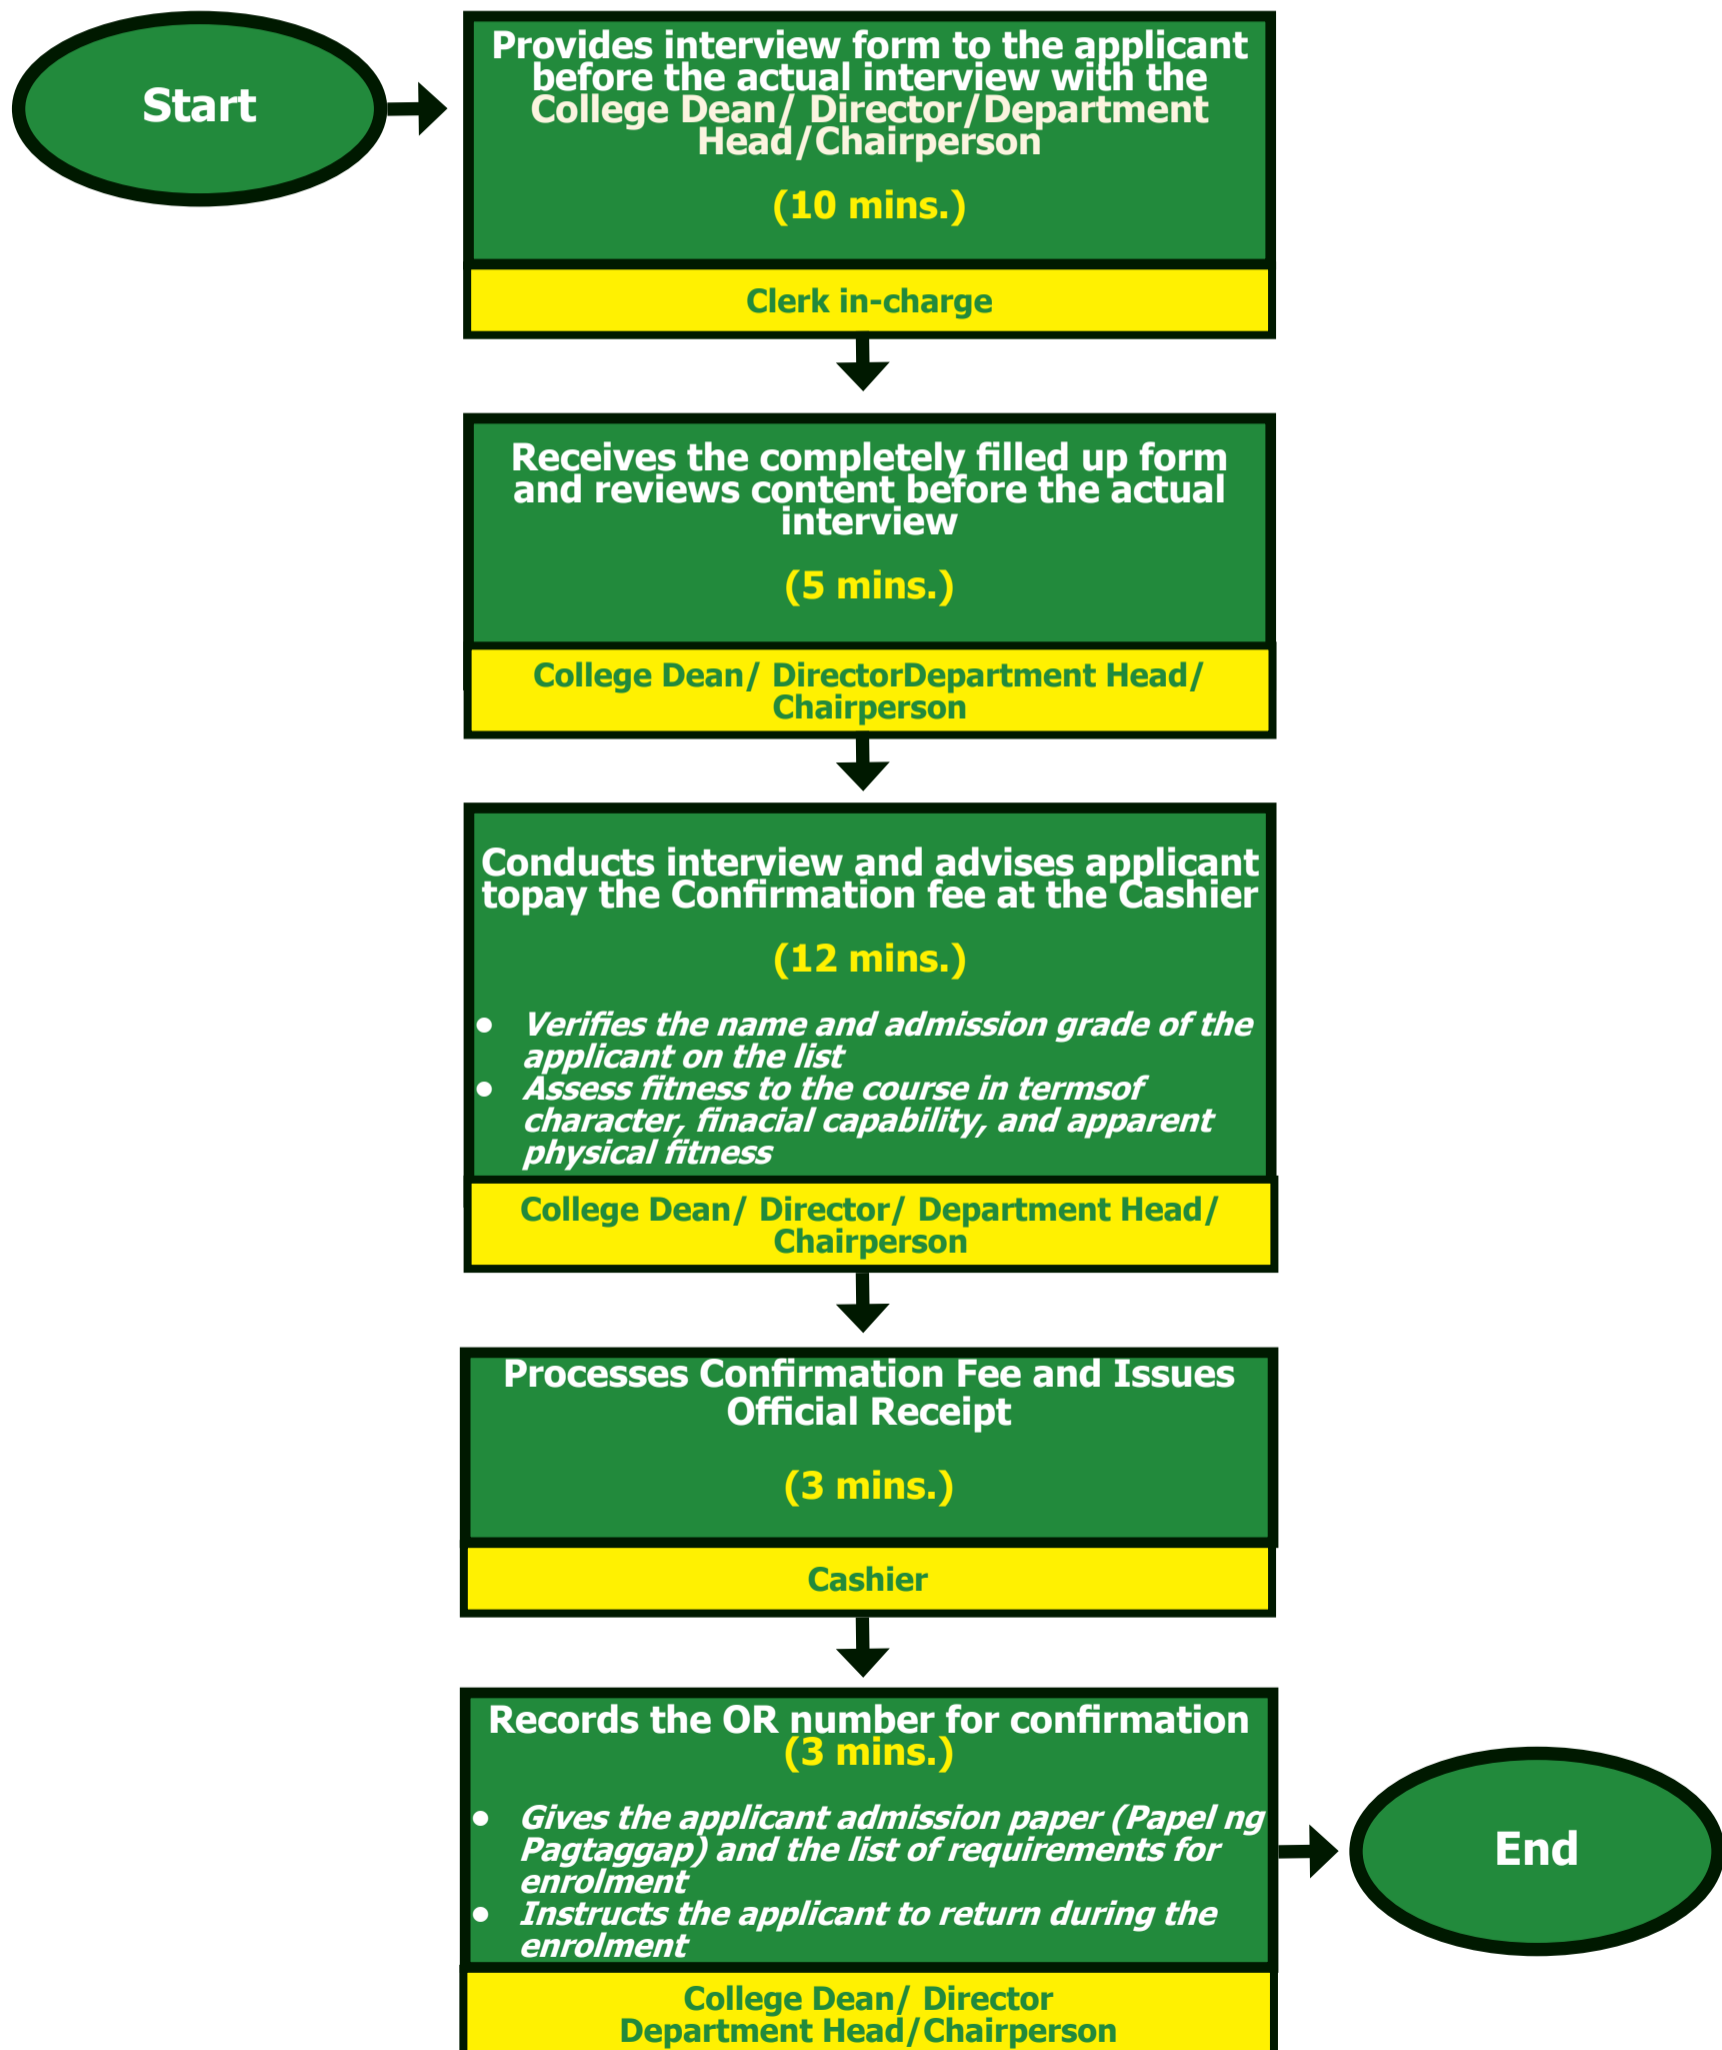 Start
Provides interview form to the applicant
before the actual interview with the
College Dean/ Director/Department
Head/Chairperson
(10 mins.)
Clerk in-charge
Receives the completely filled up form
and reviews content before the actual
interview
(5 mins.)
College Dean/ DirectorDepartment Head/
Chairperson
Conducts interview and advises applicant
topay the Confirmation fee at the Cashier
(12 mins.)
● Verifies the name and admission grade of the
applicant on the list
● Assess fitness to the course in termsof
character, finacial capability, and apparent
physical fitness
College Dean/ Director/ Department Head/
Chairperson
Processes Confirmation Fee and Issues
Official Receipt
(3 mins.)
Cashier
Records the OR number for confirmation
(3 mins.)
● Gives the applicant admission paper (Papel ng
Pagtaggap) and the list of requirements for
enrolment
● Instructs the applicant to return during the
enrolment
College Dean/ Director
Department Head/Chairperson
End